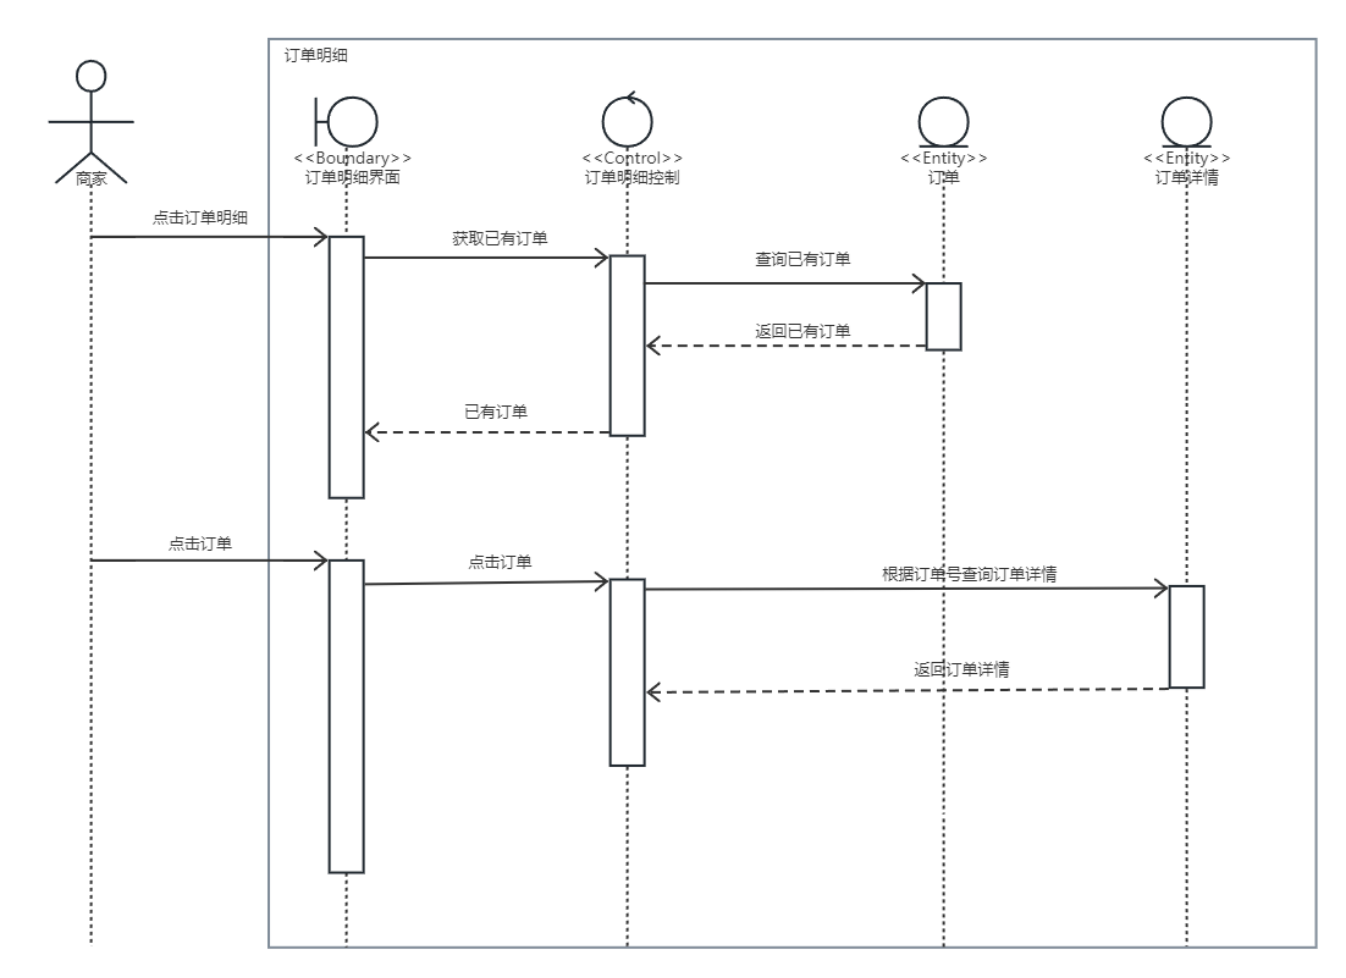 订单明细
商家
<<Boundary>>
订单明细界面
<<Control>>
订单明细控制
<<Entity>>
订单
<<Entity>>
订单详情
点击订单明细
获取已有订单
查询已有订单
返回已有订单
已有订单
点击订单
点击订单
根据订单号查询订单详情
返回订单详情